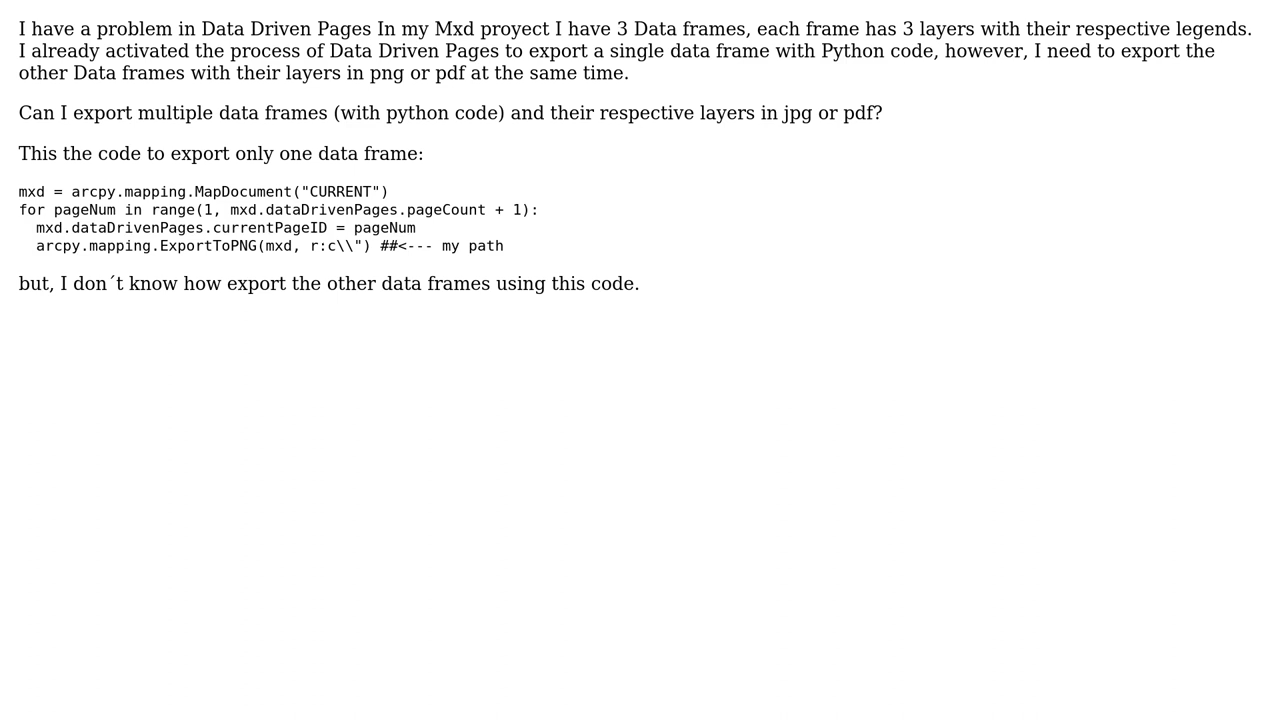 I have a problem in Data Driven Pages In my Mxd proyect I have 3 Data frames, each frame has 3 layers with their respective legends.
I already activated the process of Data Driven Pages to export a single data frame with Python code, however, I need to export the
other Data frames with their layers in png or pdf at the same time.
Can I export multiple data frames (with python code) and their respective layers in jpg or pdf?
This the code to export only one data frame:
mxd = arcpy.mapping.MapDocument("CURRENT")
for pageNum in range(1, mxd.dataDrivenPages.pageCount + 1):
  mxd.dataDrivenPages.currentPageID = pageNum
  arcpy.mapping.ExportToPNG(mxd, r:c\\") ##<--- my path
but, I don´t know how export the other data frames using this code.